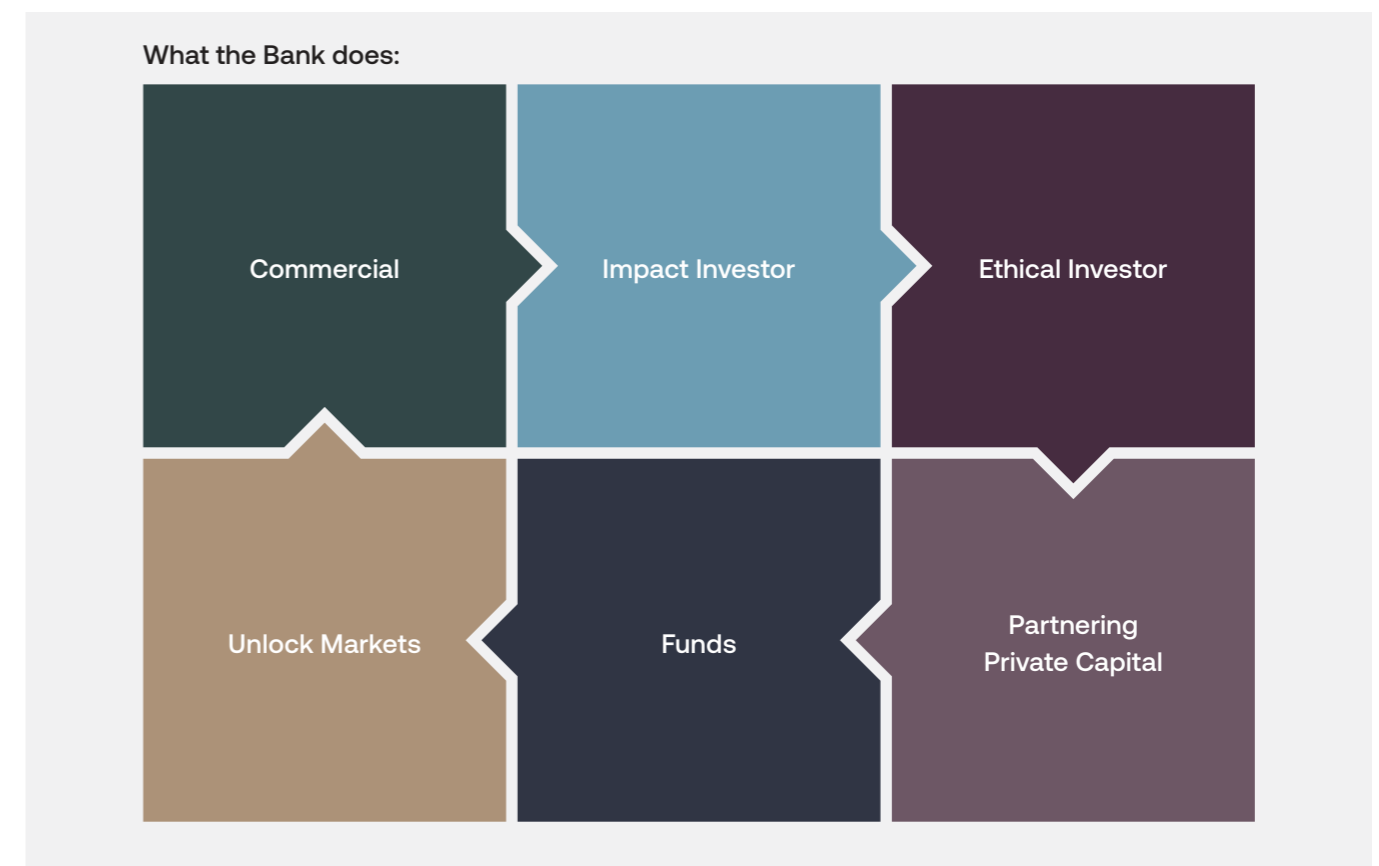 What the Bank does:
Commercial
Impact Investor
Ethical Investor
Unlock Markets
Funds
Partnering
Private Capital